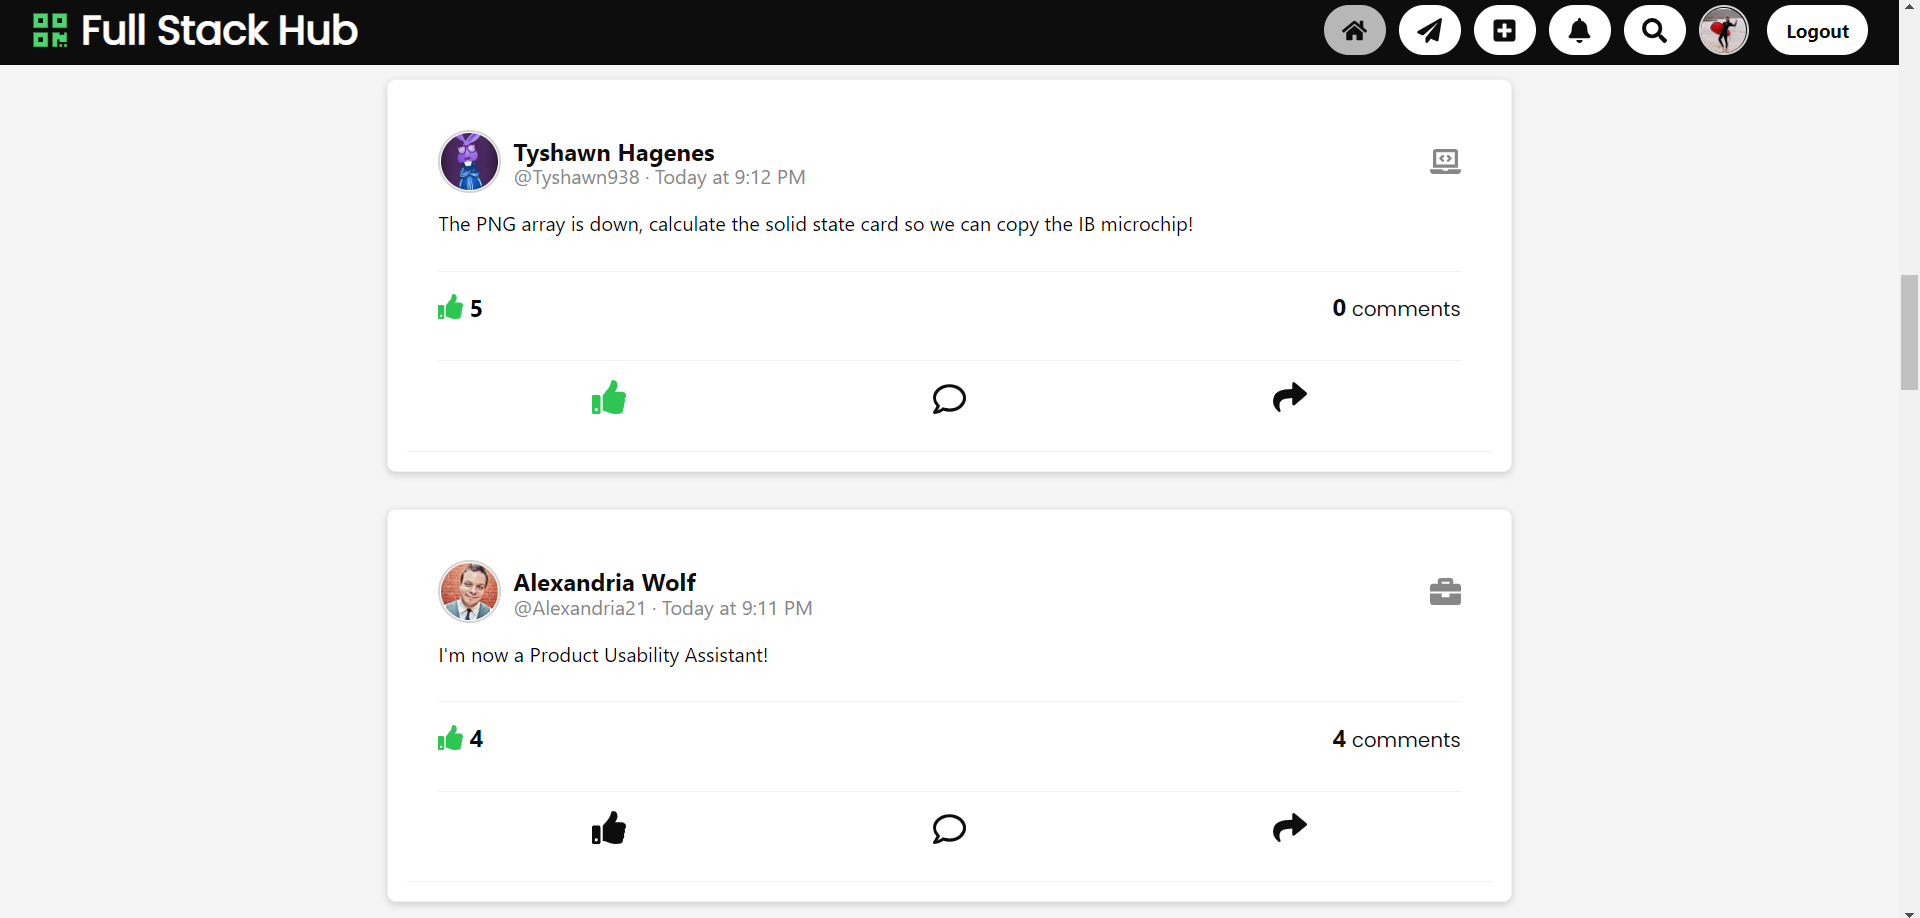 Full Stack Hub
Logout
Tyshawn Hagenes
@Tyshawn938 · Today at 9:12 PM
The PNG array is down, calculate the solid state card so we can copy the IB microchip!
5
0 comments
Alexandria Wolf
@Alexandria21 · Today at 9:11 PM
I'm now a Product Usability Assistant!
4
4 comments